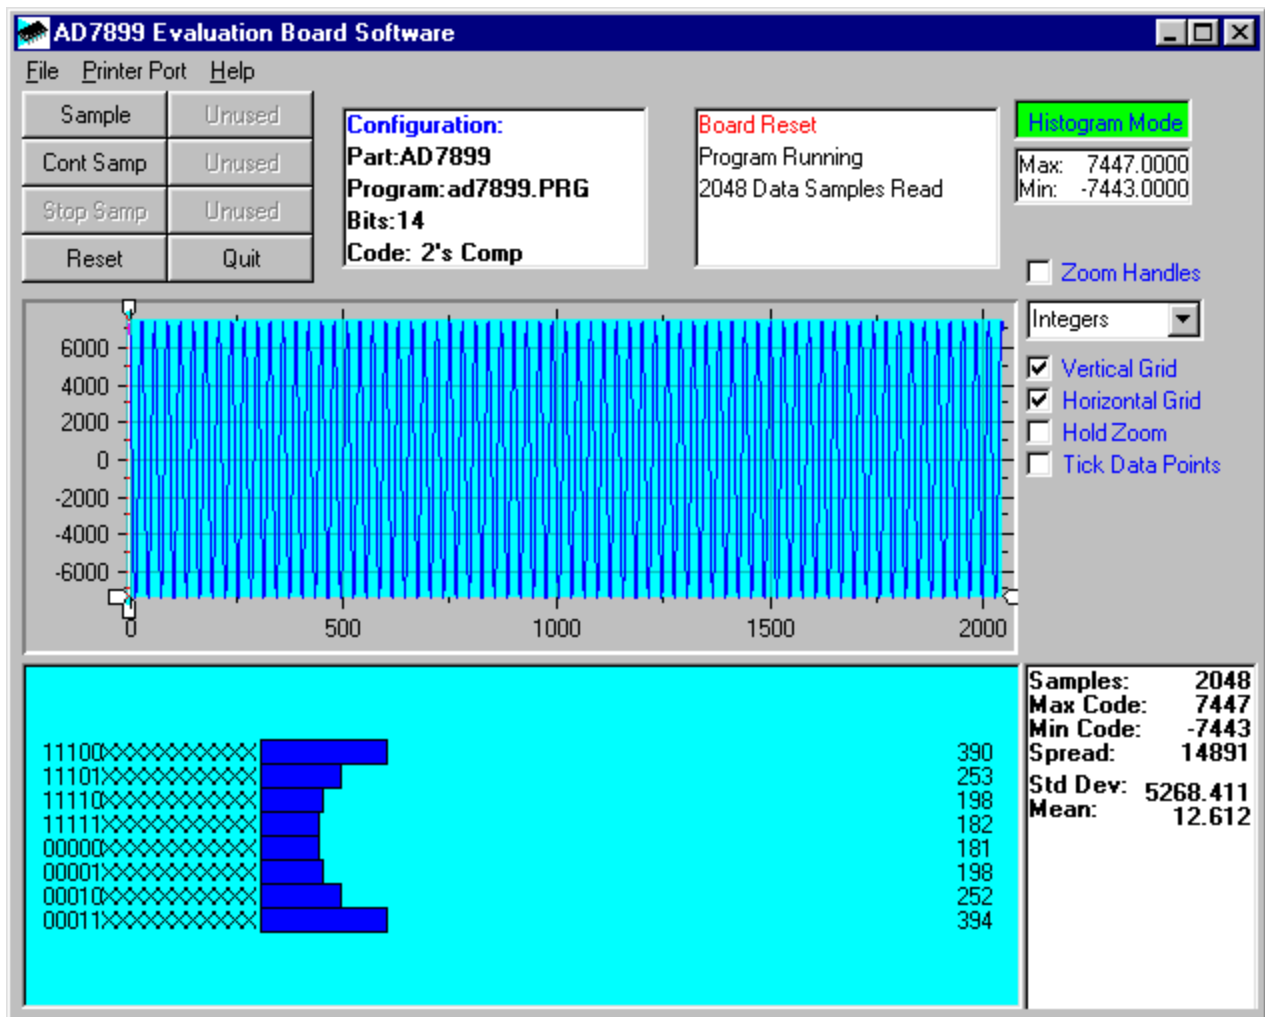 AD7899 Evaluation Board Software
File Printer Port Help
Sample Unused
Cont Samp Unused
Stop Samp Unused
Reset Quit
Configuration:
Part:AD7899
Program:ad7899.PRG
Bits:14
Code: 2's Comp
Board Reset
Program Running
2048 Data Samples Read
Histogram Mode
Max: 7447.0000
Min: -7443.0000
Zoom Handles
Integers
Vertical Grid
Horizontal Grid
Hold Zoom
Tick Data Points
6000
4000
2000
0
-2000
-4000
-6000
0 500 1000 1500 2000
11100XXXXXXXXXX 390
11101XXXXXXXXXX 253
11110XXXXXXXXXX 198
11111XXXXXXXXXX 182
00000XXXXXXXXXX 181
00001XXXXXXXXXX 198
00010XXXXXXXXXX 252
00011XXXXXXXXXX 394
Samples: 2048
Max Code: 7447
Min Code: -7443
Spread: 14891
Std Dev: 5268.411
Mean: 12.612